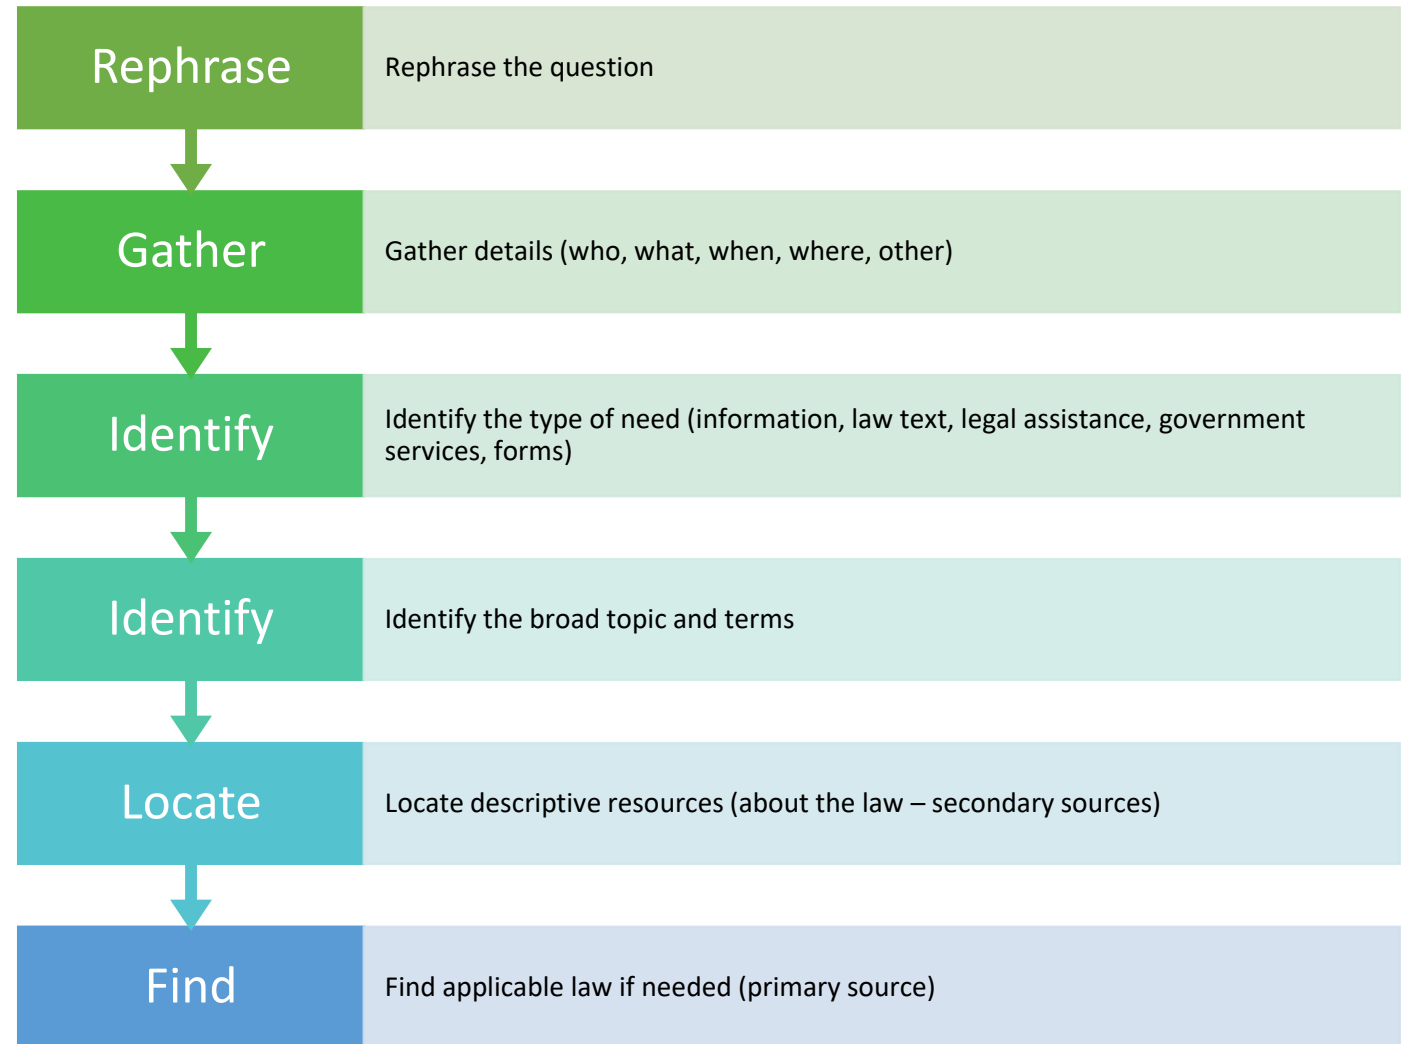 Rephrase
Rephrase the question
Gather
Gather details (who, what, when, where, other)
Identify
Identify the type of need (information, law text, legal assistance, government
services, forms)
Identify
Identify the broad topic and terms
Locate
Locate descriptive resources (about the law – secondary sources)
Find
Find applicable law if needed (primary source)